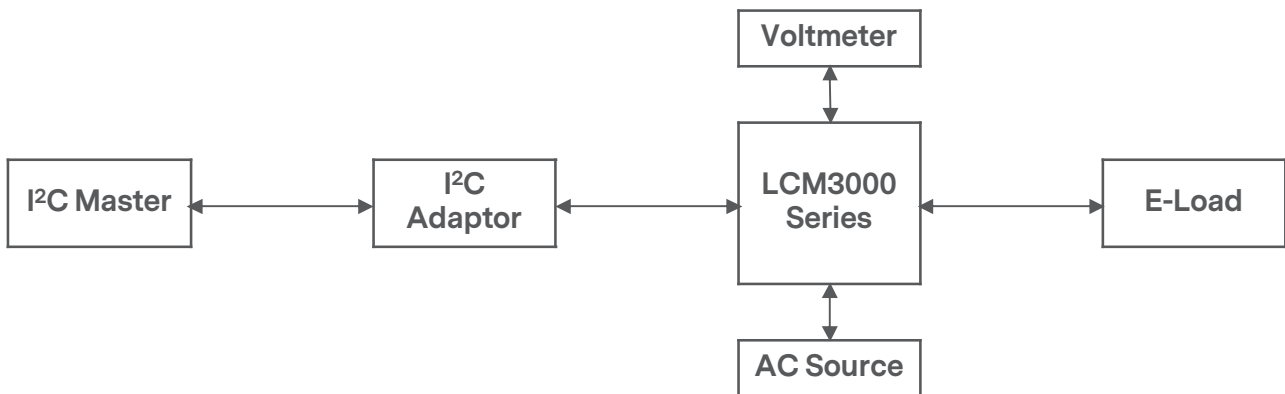 Voltmeter
I²C Master
I²C
Adaptor
LCM3000
Series
E-Load
AC Source